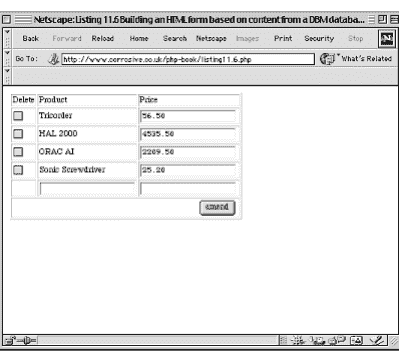 Netscape: Listing 11.6 Building an HTML form based on content from a DBM databa...
Back Forward Reload Home Search Netscape Images Print Security Stop
Go To: http://www.corrosive.co.uk/php-book/listing11.6.php What's Related
Delete Product Price
Tricorder 56.50
HAL 2000 4535.50
ORAC AI 2209.50
Sonic Screwdriver 25.20
amend